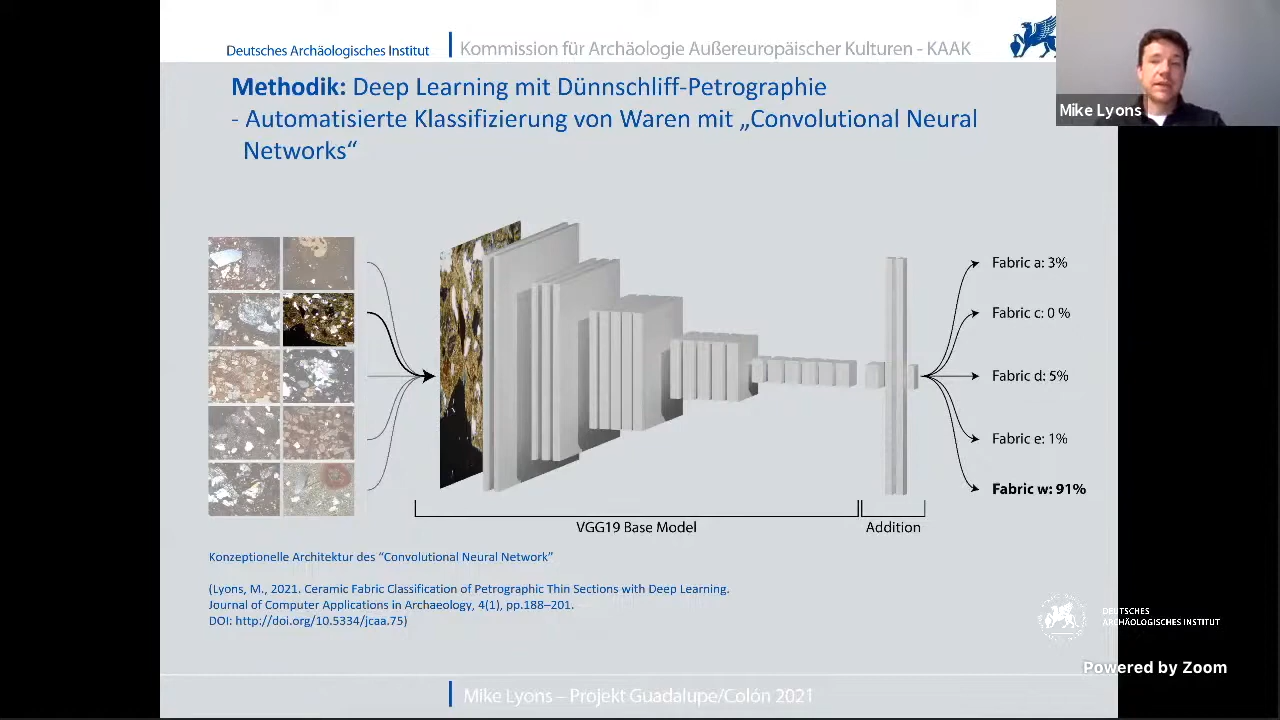 Deutsches Archäologisches Institut
Kommission für Archäologie Außereuropäischer Kulturen - KAAK
Mike Lyons
Methodik: Deep Learning mit Dünnschliff-Petrographie
- Automatisierte Klassifizierung von Waren mit „Convolutional Neural
Networks“
Fabric a: 3%
Fabric c: 0 %
Fabric d: 5%
Fabric e: 1%
Fabric w: 91%
VGG19 Base Model
Addition
Konzeptionelle Architektur des “Convolutional Neural Network”
(Lyons, M., 2021. Ceramic Fabric Classification of Petrographic Thin Sections with Deep Learning.
Journal of Computer Applications in Archaeology, 4(1), pp.188–201.
DOI: http://doi.org/10.5334/jcaa.75)
DEUTSCHES
ARCHÄOLOGISCHES INSTITUT
Powered by Zoom
Mike Lyons – Projekt Guadalupe/Colón 2021